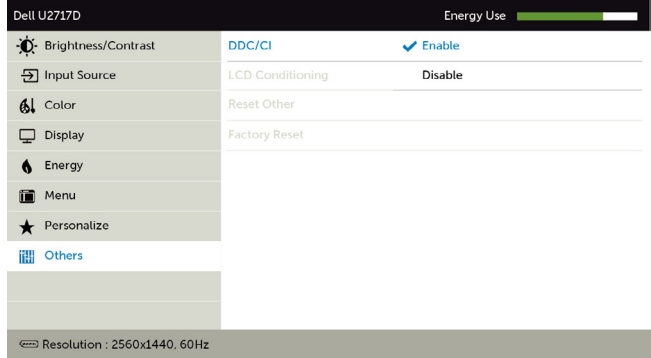 Dell U2717D Energy Use
Brightness/Contrast DDC/CI Enable
Input Source LCD Conditioning Disable
Color Reset Other
Display Factory Reset
Energy
Menu
Personalize
Others
Resolution : 2560x1440, 60Hz